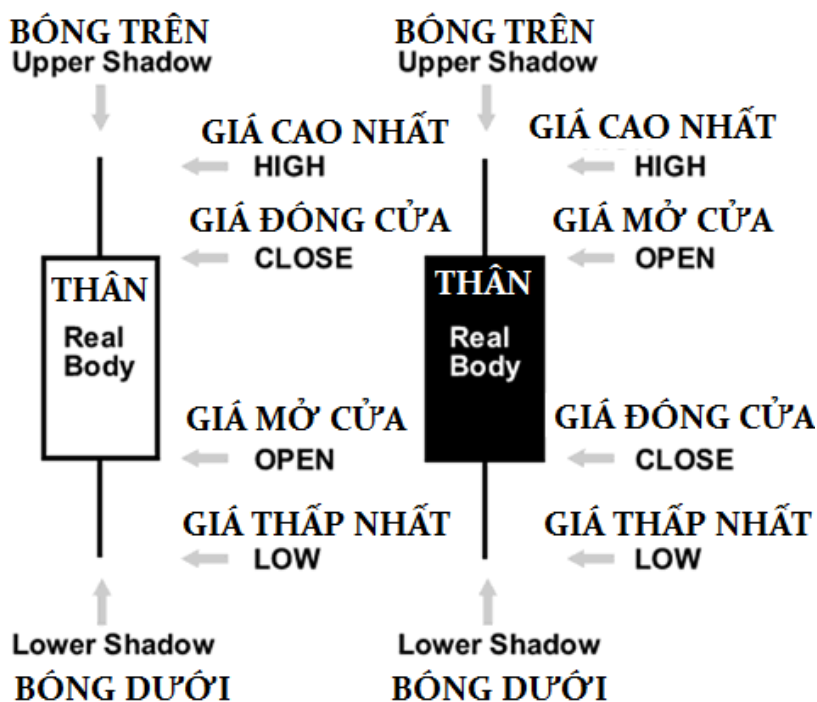 BÓNG TRÊN
Upper Shadow
GIÁ CAO NHẤT
HIGH
GIÁ ĐÓNG CỬA
CLOSE
THÂN
Real
Body
GIÁ MỞ CỬA
OPEN
GIÁ THẤP NHẤT
LOW
Lower Shadow
BÓNG DƯỚI
BÓNG TRÊN
Upper Shadow
GIÁ CAO NHẤT
HIGH
GIÁ MỞ CỬA
OPEN
THÂN
Real
Body
GIÁ ĐÓNG CỬA
CLOSE
GIÁ THẤP NHẤT
LOW
Lower Shadow
BÓNG DƯỚI